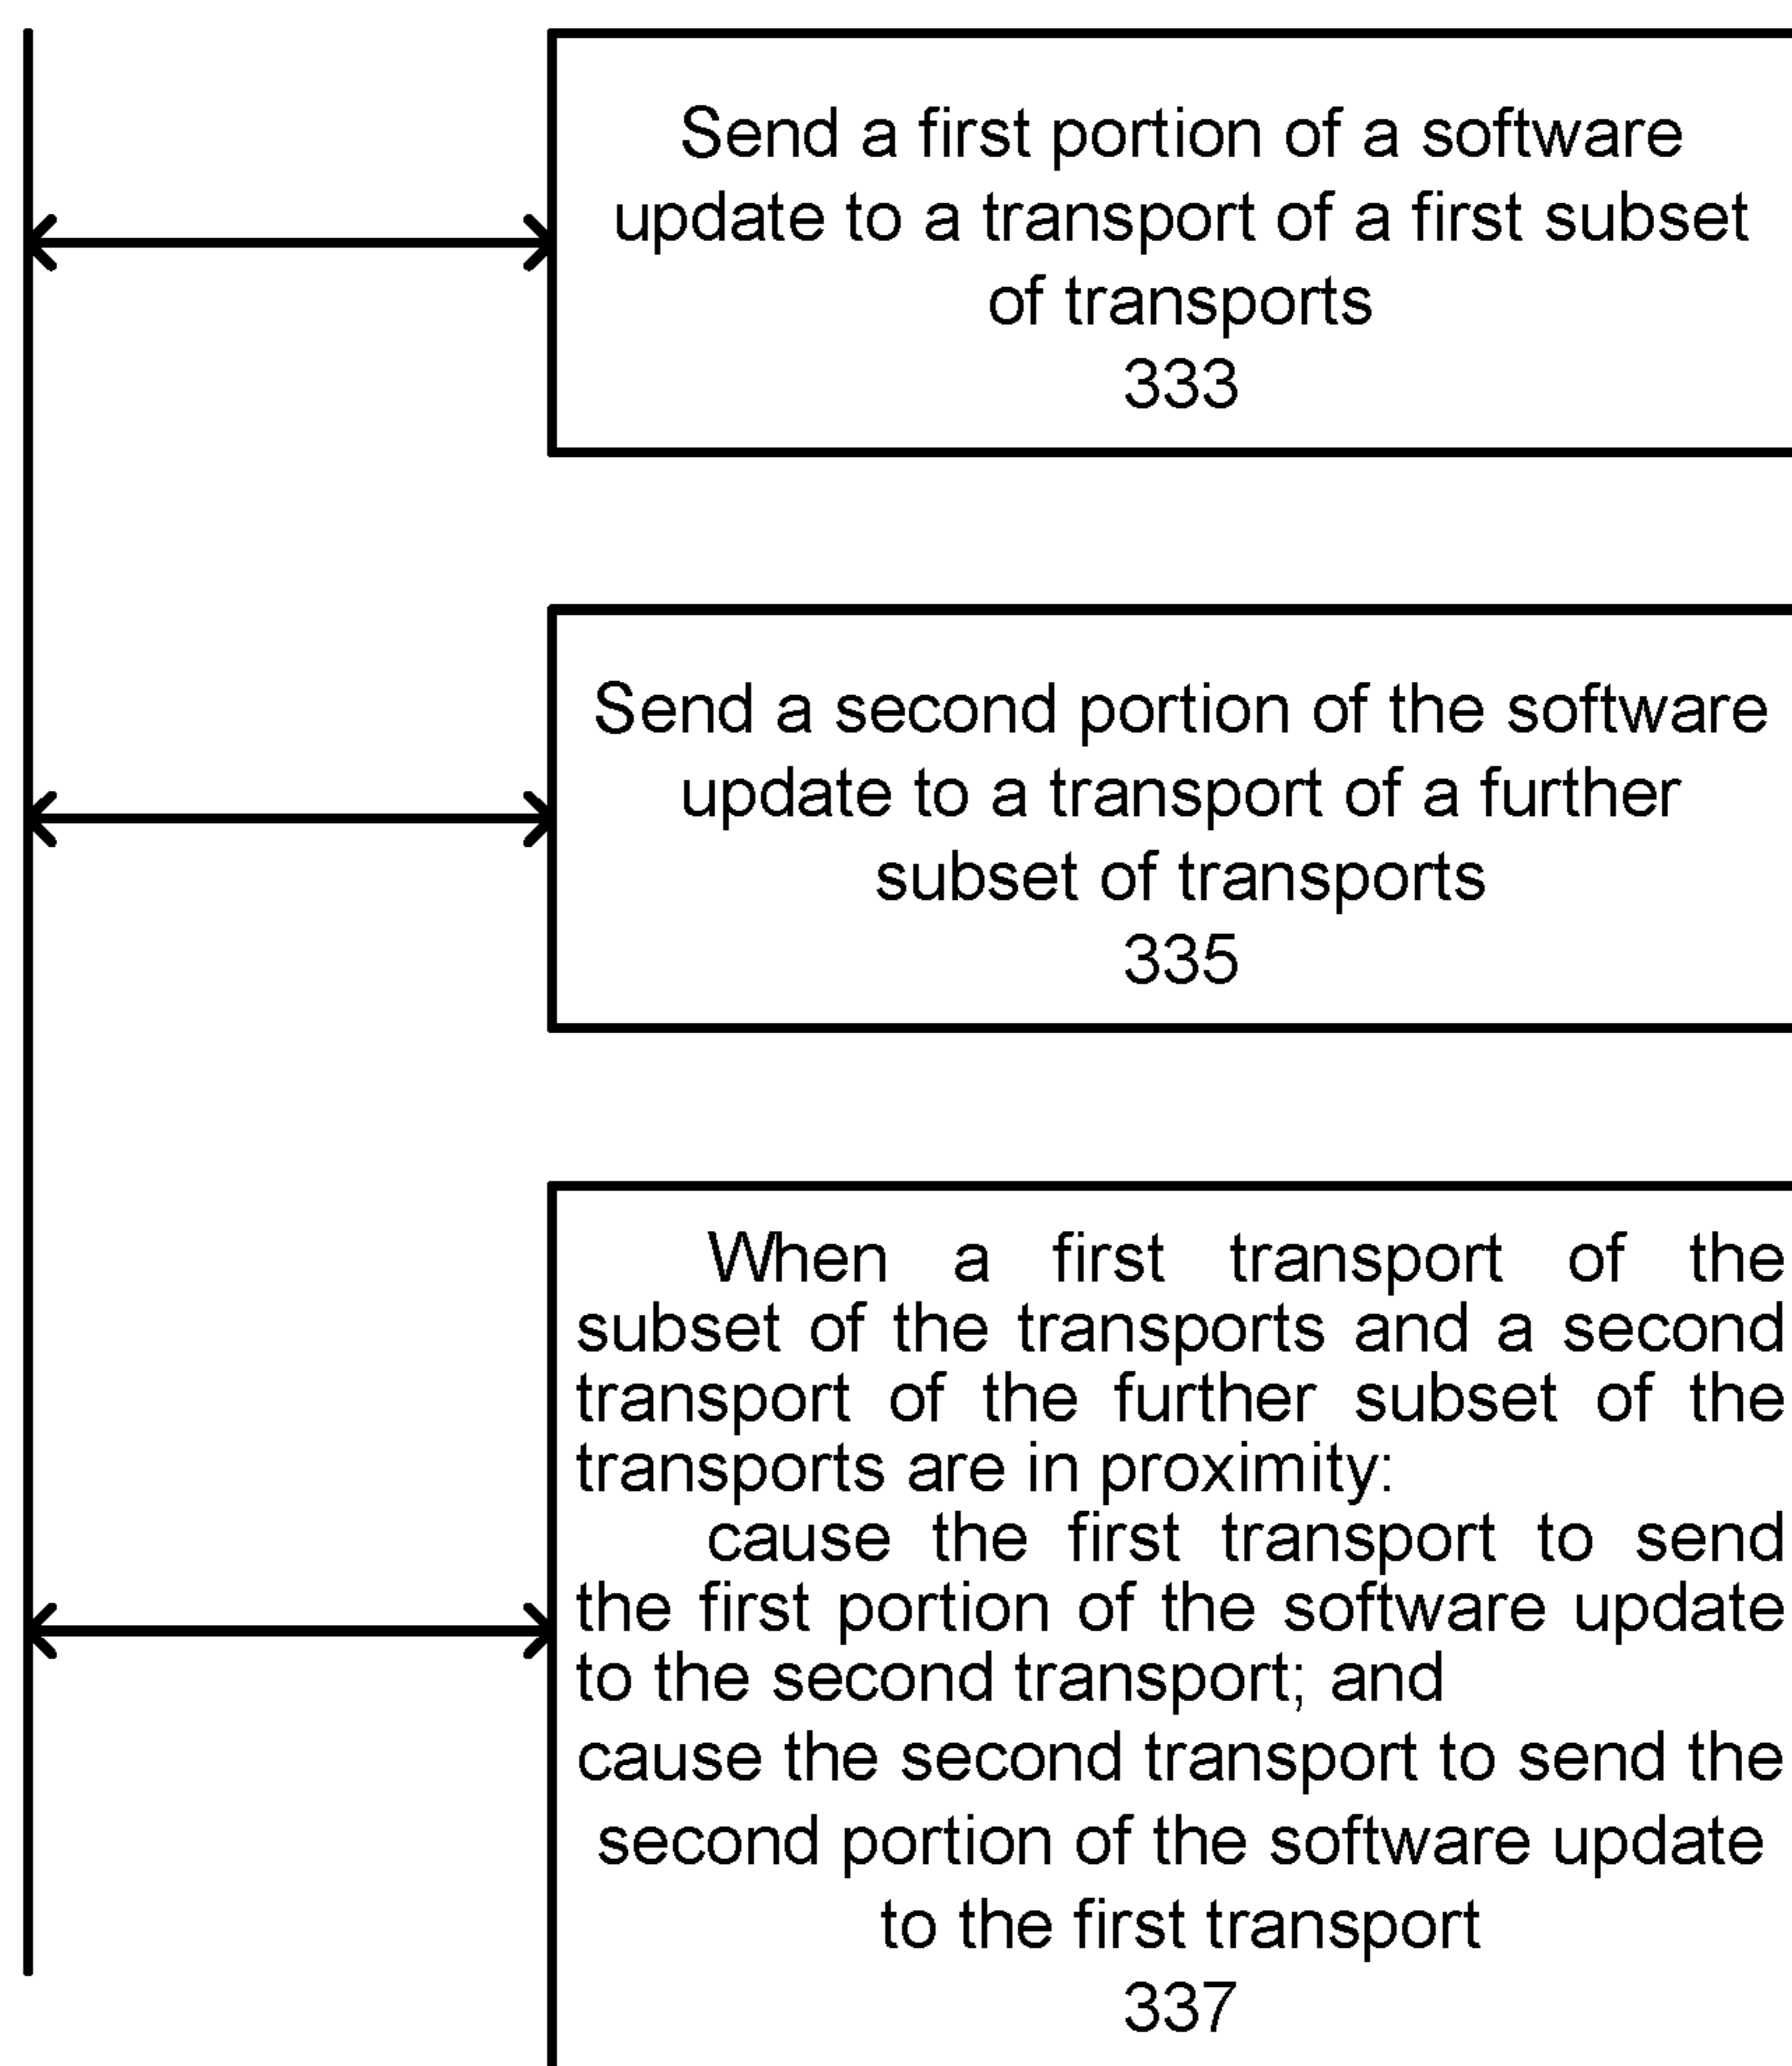 Send a first portion of a software
update to a transport of a first subset
of transports
333
Send a second portion of the software
update to a transport of a further
subset of transports
335
When a first transport of the
subset of the transports and a second
transport of the further subset of the
transports are in proximity:
cause the first transport to send
the first portion of the software update
to the second transport; and
cause the second transport to send the
second portion of the software update
to the first transport
337